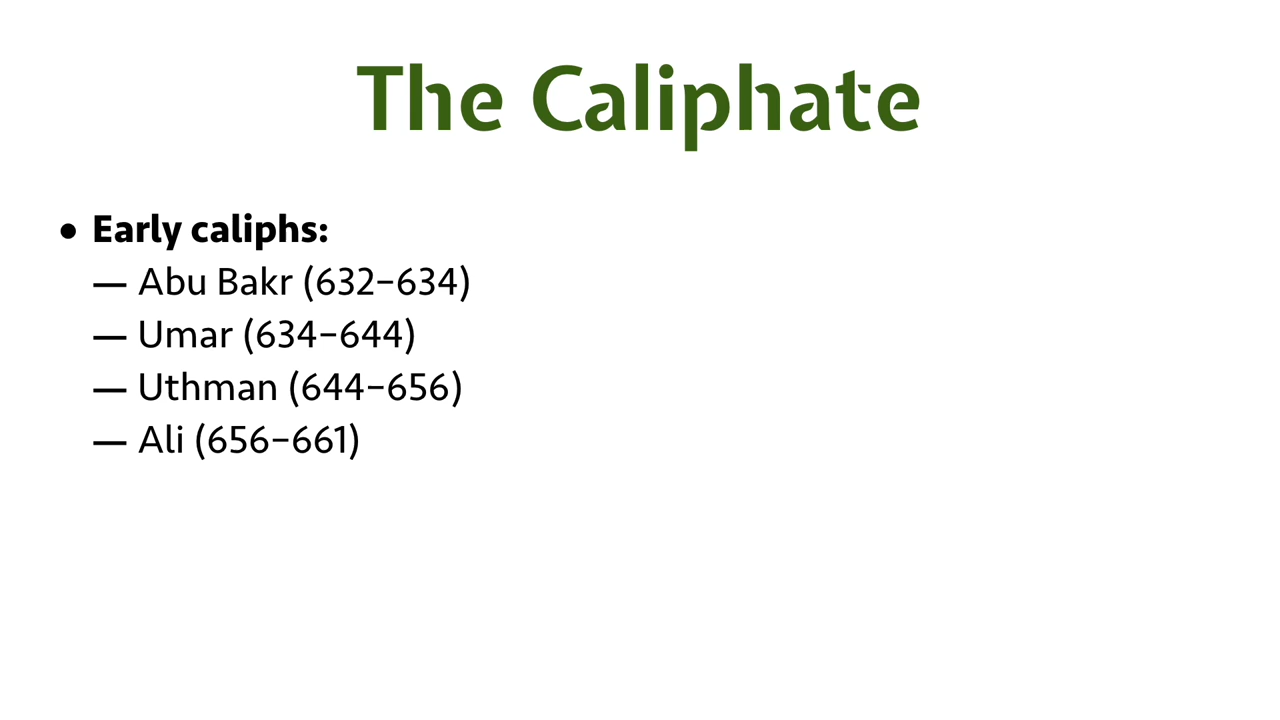 The Caliphate
• Early caliphs:
— Abu Bakr (632–634)
— Umar (634–644)
— Uthman (644–656)
— Ali (656–661)